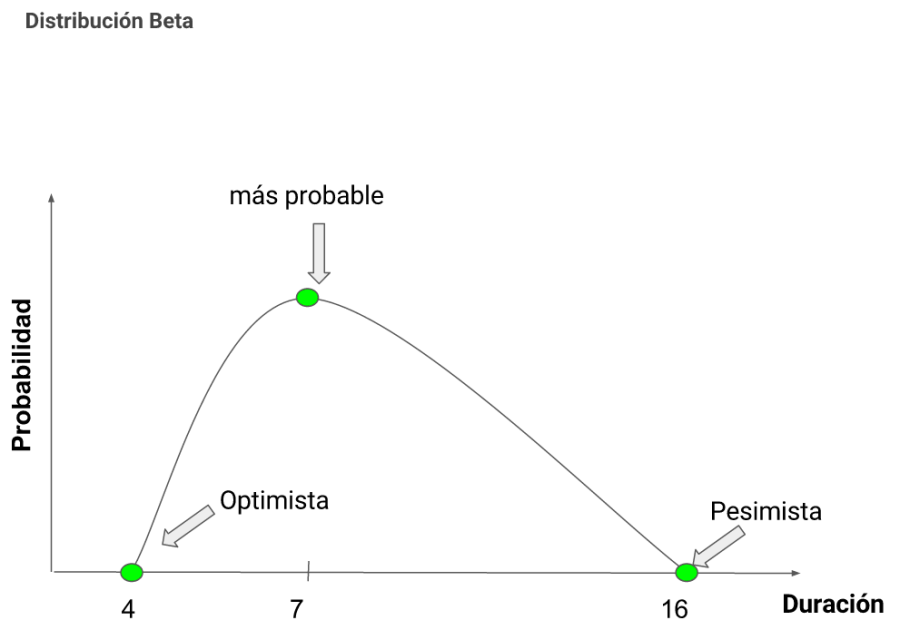 Distribución Beta
más probable
Probabilidad
Optimista
Pesimista
4
7
16
Duración